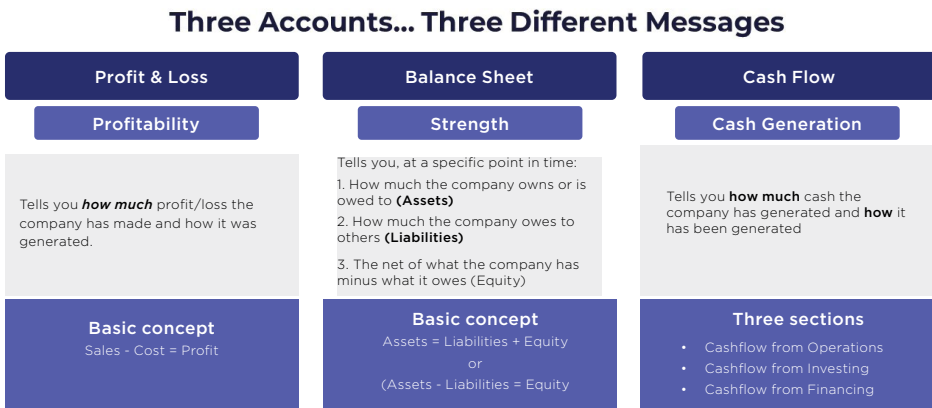 Three Accounts... Three Different Messages
Profit & Loss
Profitability
Tells you how much profit/loss the
company has made and how it was
generated.
Basic concept
Sales - Cost = Profit
Balance Sheet
Strength
Tells you, at a specific point in time:
1. How much the company owns or is
owed to (Assets)
2. How much the company owes to
others (Liabilities)
3. The net of what the company has
minus what it owes (Equity)
Basic concept
Assets = Liabilities + Equity
or
(Assets - Liabilities = Equity
Cash Flow
Cash Generation
Tells you how much cash the
company has generated and how it
has been generated
Three sections
• Cashflow from Operations
• Cashflow from Investing
• Cashflow from Financing